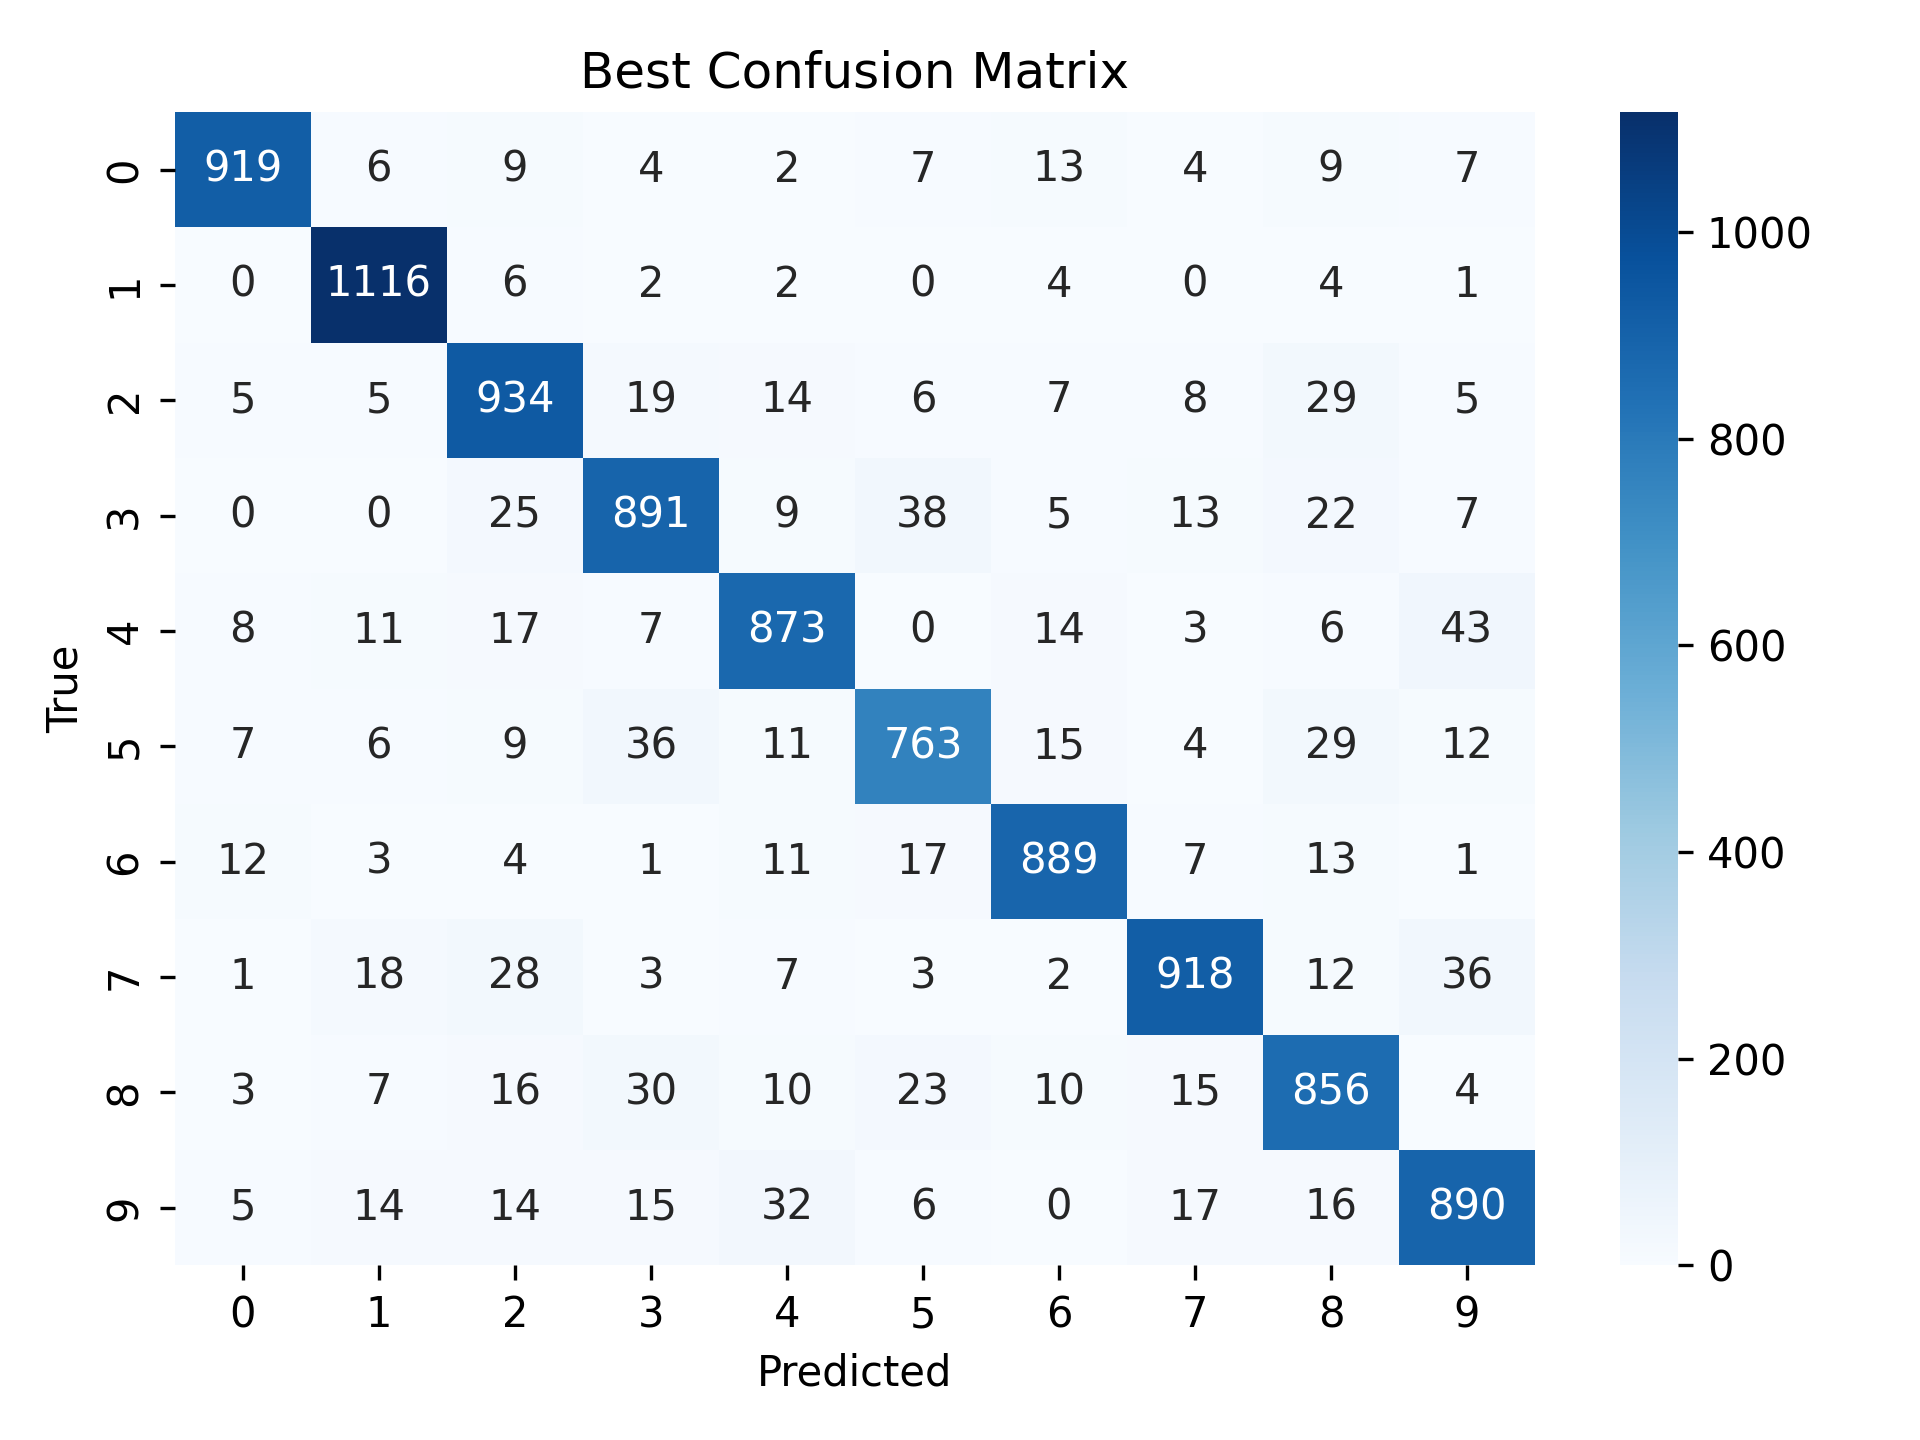 Best Confusion Matrix
0 919 6 9 4 2 7 13 4 9 7
1 0 1116 6 2 2 0 4 0 4 1
2 5 5 934 19 14 6 7 8 29 5
3 0 0 25 891 9 38 5 13 22 7
4 8 11 17 7 873 0 14 3 6 43
5 7 6 9 36 11 763 15 4 29 12
6 12 3 4 1 11 17 889 7 13 1
7 1 18 28 3 7 3 2 918 12 36
8 3 7 16 30 10 23 10 15 856 4
9 5 14 14 15 32 6 0 17 16 890
0 1 2 3 4 5 6 7 8 9
Predicted
True
1000
800
600
400
200
0